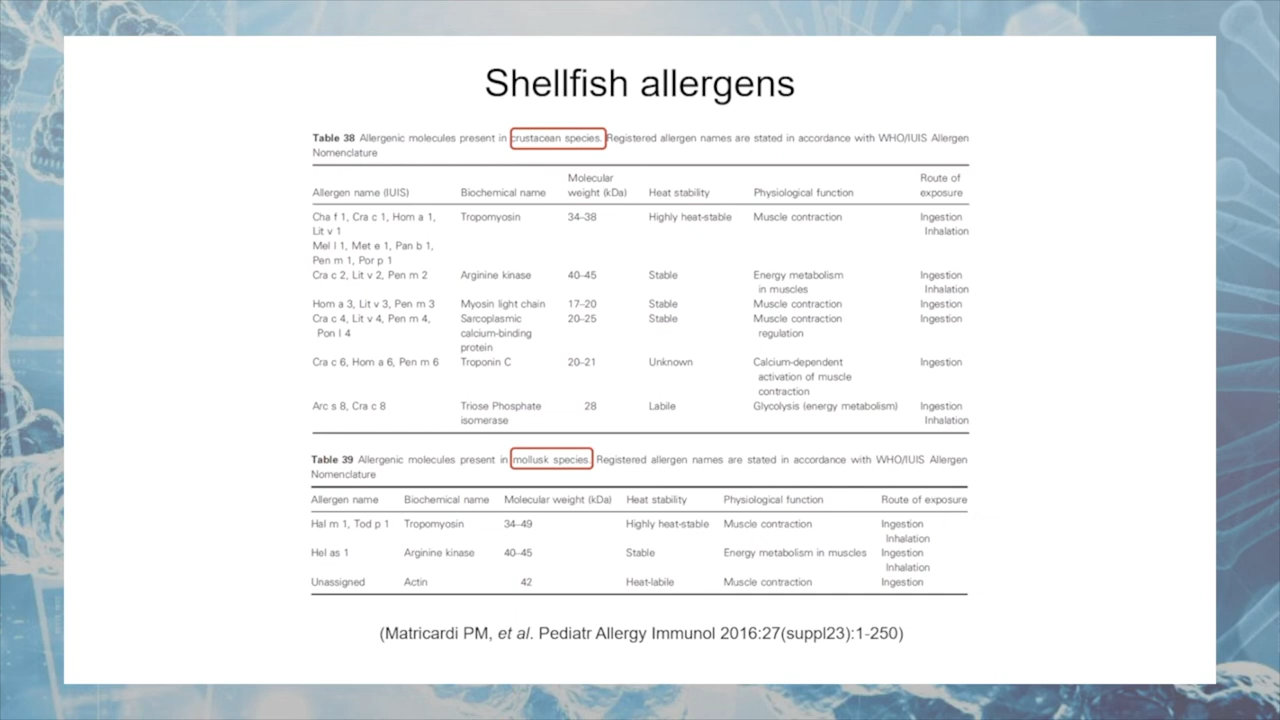 Shellfish allergens
Table 38 Allergenic molecules present in crustacean species. Registered allergen names are stated in accordance with WHO/IUIS Allergen
Nomenclature
Allergen name (IUIS) Biochemical name Molecular weight (kDa) Heat stability Physiological function Route of exposure
Cha f 1, Cra c 1, Hom a 1, Tropomyosin 34–38 Highly heat-stable Muscle contraction Ingestion
Lit v 1 Inhalation
Mel l 1, Met e 1, Pan b 1,
Pen m 1, Por p 1
Cra c 2, Lit v 2, Pen m 2 Arginine kinase 40–45 Stable Energy metabolism Ingestion
in muscles Inhalation
Hom a 3, Lit v 3, Pen m 3 Myosin light chain 17–20 Stable Muscle contraction Ingestion
Cra c 4, Lit v 4, Pen m 4, Sarcoplasmic 20–25 Stable Muscle contraction Ingestion
Pon l 4 calcium-binding regulation
protein
Cra c 6, Hom a 6, Pen m 6 Troponin C 20–21 Unknown Calcium-dependent Ingestion
activation of muscle
contraction
Arc s 8, Cra c 8 Triose Phosphate 28 Labile Glycolysis (energy metabolism) Ingestion
isomerase Inhalation
Table 39 Allergenic molecules present in mollusk species. Registered allergen names are stated in accordance with WHO/IUIS Allergen
Nomenclature
Allergen name Biochemical name Molecular weight (kDa) Heat stability Physiological function Route of exposure
Hal m 1, Tod p 1 Tropomyosin 34–49 Highly heat-stable Muscle contraction Ingestion
Inhalation
Hel as 1 Arginine kinase 40–45 Stable Energy metabolism in muscles Ingestion
Inhalation
Unassigned Actin 42 Heat-labile Muscle contraction Ingestion
(Matricardi PM, et al. Pediatr Allergy Immunol 2016:27(suppl23):1-250)